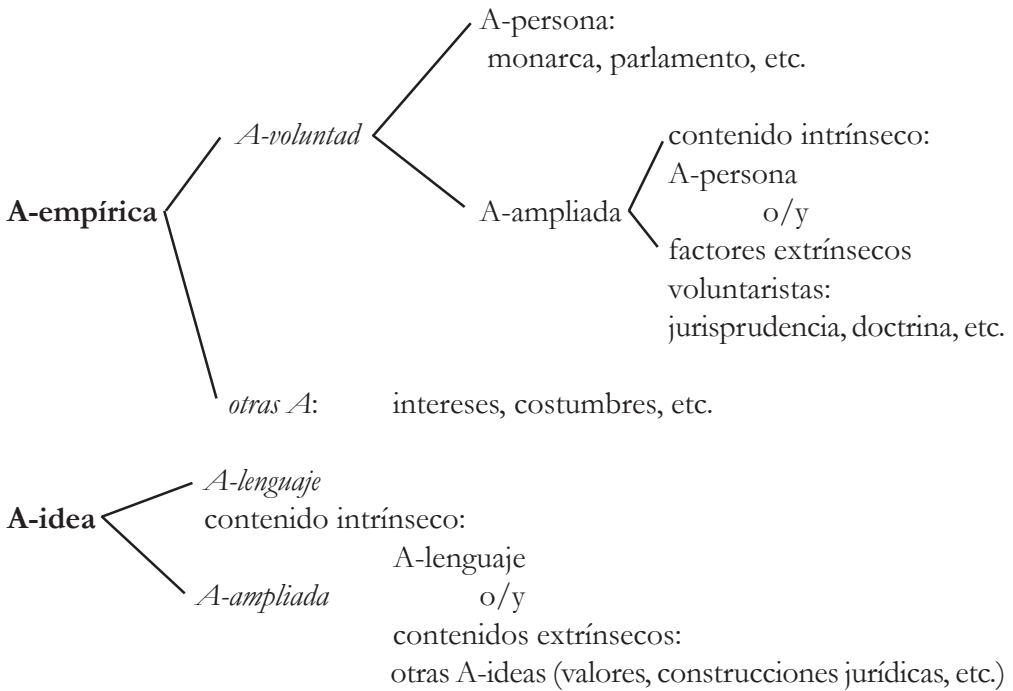 A-persona:
monarca, parlamento, etc.
A-voluntad
contenido intrínseco:
A-persona
A-empírica
A-ampliada
o/y
factores extrínsecos
voluntaristas:
jurisprudencia, doctrina, etc.
otras A: intereses, costumbres, etc.
A-lenguaje
A-idea
contenido intrínseco:
A-lenguaje
A-ampliada
o/y
contenidos extrínsecos:
otras A-ideas (valores, construcciones jurídicas, etc.)